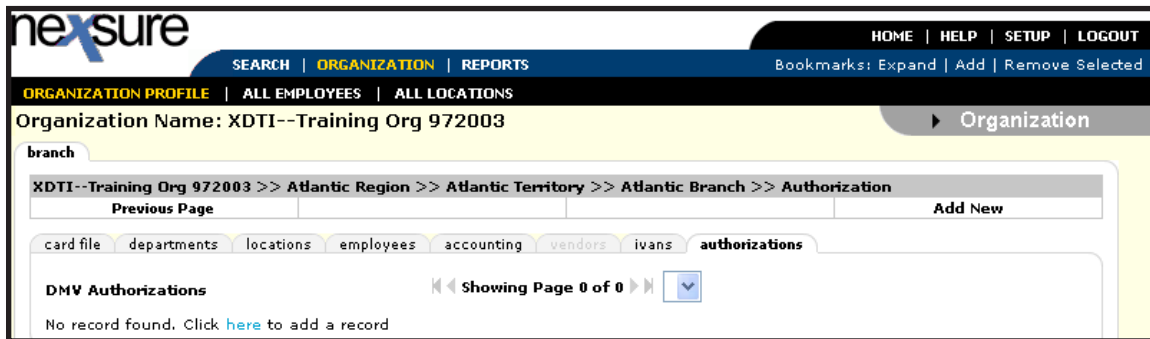 nexsure
HOME | HELP | SETUP | LOGOUT
SEARCH | ORGANIZATION | REPORTS
Bookmarks: Expand | Add | Remove Selected
ORGANIZATION PROFILE | ALL EMPLOYEES | ALL LOCATIONS
Organization Name: XDTI--Training Org 972003
Organization
branch
XDTI--Training Org 972003 >> Atlantic Region >> Atlantic Territory >> Atlantic Branch >> Authorization
Previous Page
Add New
card file departments locations employees accounting vendors ivans authorizations
DMV Authorizations
Showing Page 0 of 0
No record found. Click here to add a record